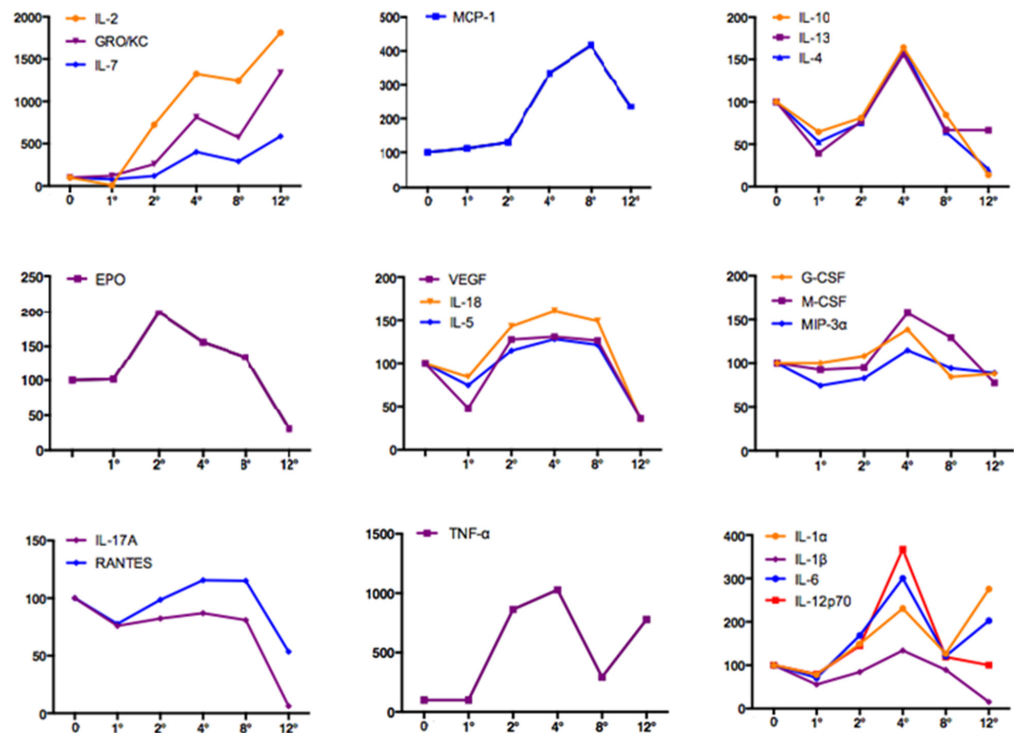 2000
1500
1000
500
0
IL-2
GRO/KC
IL-7
0 1° 2° 4° 8° 12°
500
400
300
200
100
0
MCP-1
0 1° 2° 4° 8° 12°
200
150
100
50
0
IL-10
IL-13
IL-4
0 1° 2° 4° 8° 12°
250
200
150
100
50
0
EPO
1° 2° 4° 8° 12°
200
150
100
50
0
VEGF
IL-18
IL-5
1° 2° 4° 8° 12°
200
150
100
50
0
G-CSF
M-CSF
MIP-3α
1° 2° 4° 8° 12°
150
100
50
0
IL-17A
RANTES
0 1° 2° 4° 8° 12°
1500
1000
500
0
TNF-α
0 1° 2° 4° 8° 12°
400
300
200
100
0
IL-1α
IL-1β
IL-6
IL-12p70
0 1° 2° 4° 8° 12°